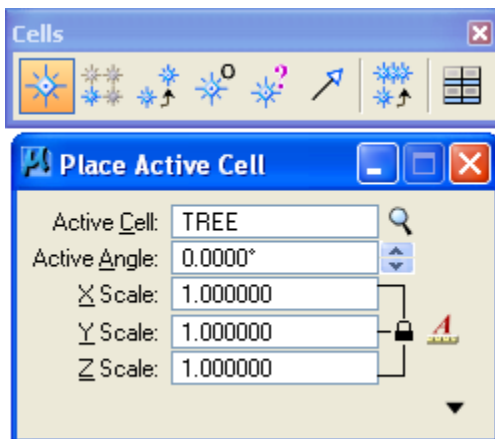 Cells
Place Active Cell
Active Cell: TREE
Active Angle: 0.0000°
X Scale: 1.000000
Y Scale: 1.000000
Z Scale: 1.000000